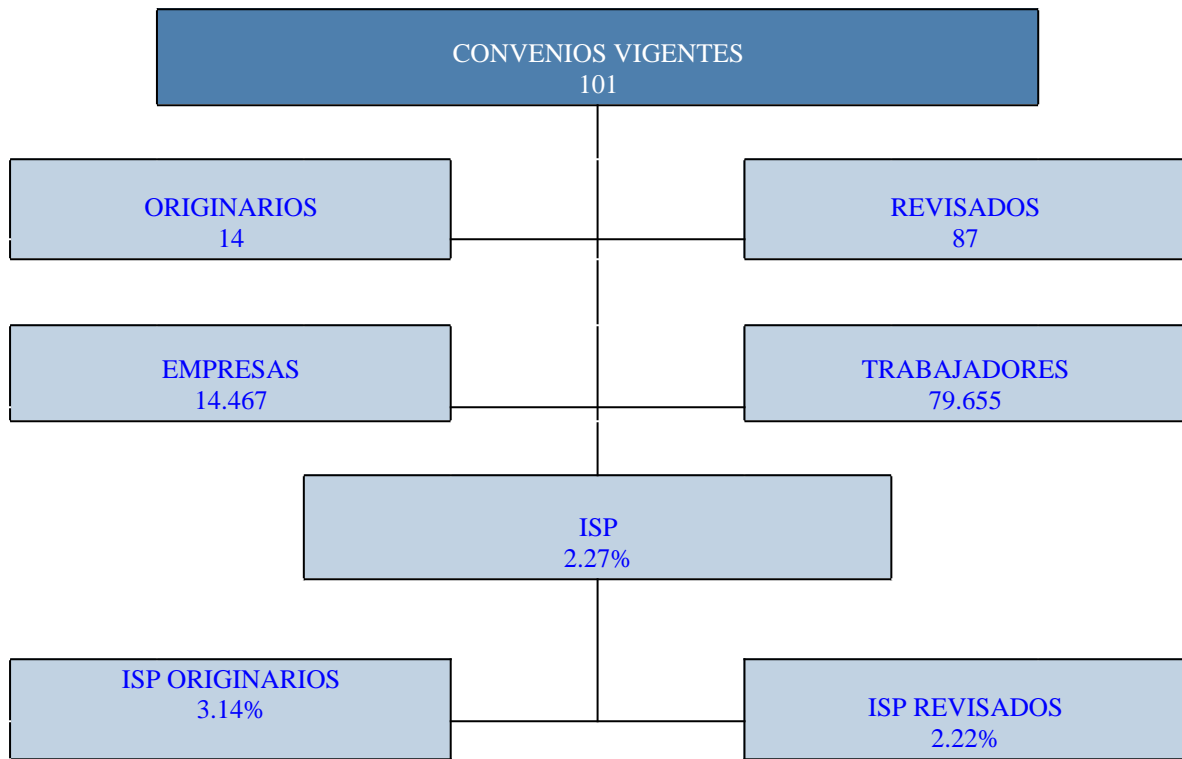 CONVENIOS VIGENTES
101
ORIGINARIOS
14
REVISADOS
87
EMPRESAS
14.467
TRABAJADORES
79.655
ISP
2.27%
ISP ORIGINARIOS
3.14%
ISP REVISADOS
2.22%